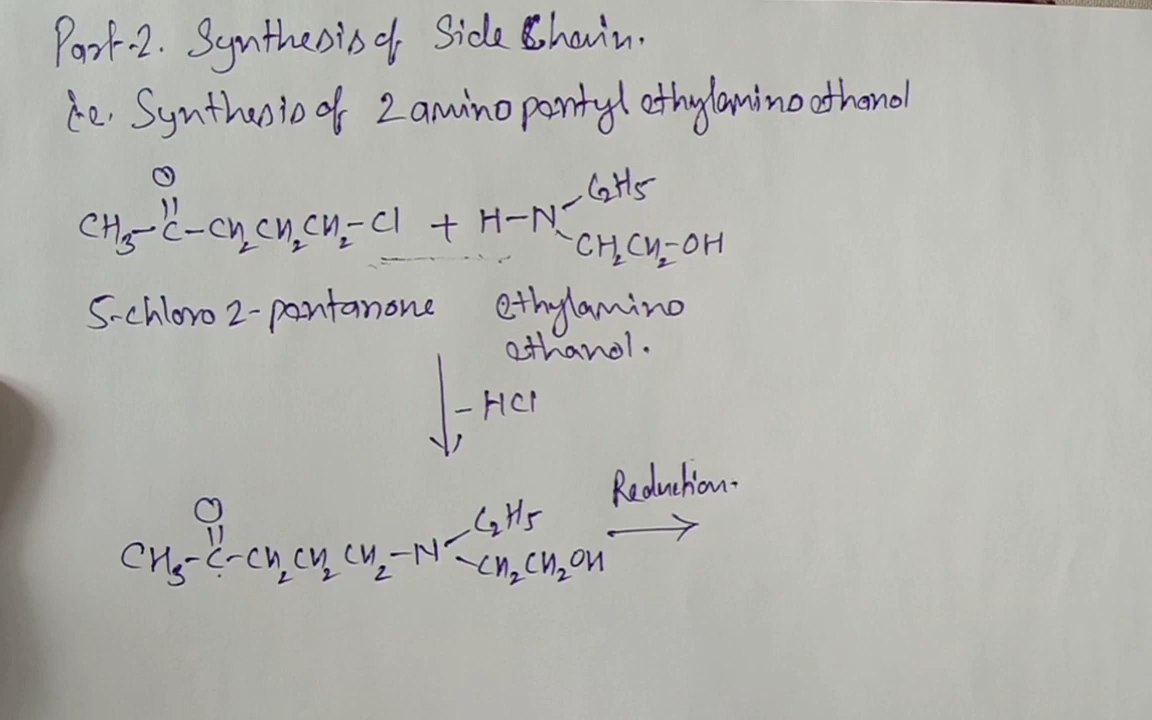 Part-2. Synthesis of Side Chain.
i.e. Synthesis of 2 amino pentyl ethylamino ethanol
O
CH3-C-CH2CH2CH2-Cl + H-N
C2H5
CH2CH2-OH
5-chloro 2-pentanone ethylamino
ethanol.
-HCl
Reduction.
O
CH3-C-CH2CH2CH2-N
C2H5
CH2CH2OH